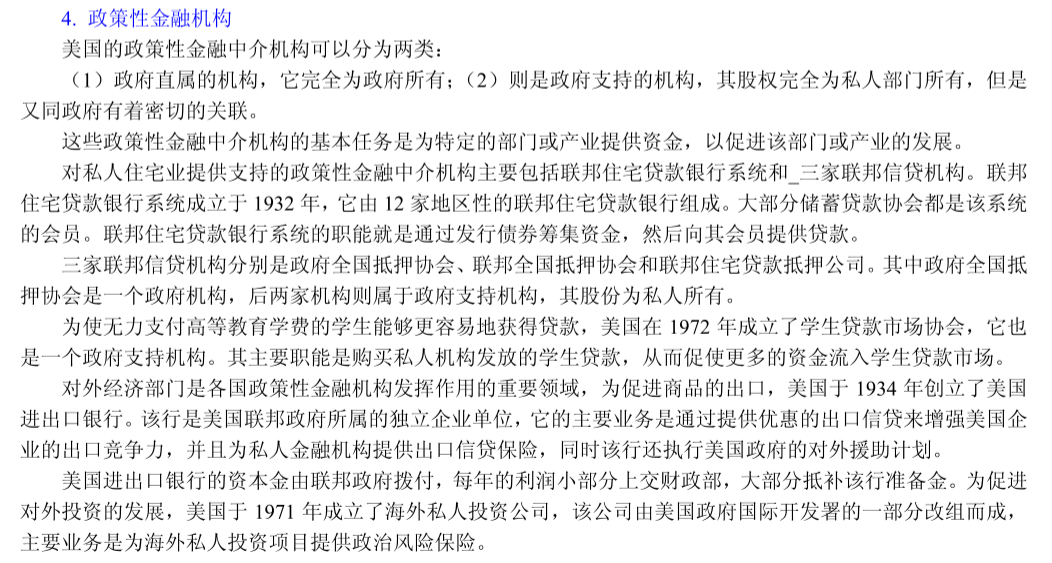 4. 政策性金融机构
美国的政策性金融中介机构可以分为两类：
（1）政府直属的机构，它完全为政府所有；（2）则是政府支持的机构，其股权完全为私人部门所有，但是
又同政府有着密切的关联。
这些政策性金融中介机构的基本任务是为特定的部门或产业提供资金，以促进该部门或产业的发展。
对私人住宅业提供支持的政策性金融中介机构主要包括联邦住宅贷款银行系统和_三家联邦信贷机构。联邦
住宅贷款银行系统成立于 1932 年，它由 12 家地区性的联邦住宅贷款银行组成。大部分储蓄贷款协会都是该系统
的会员。联邦住宅贷款银行系统的职能就是通过发行债券筹集资金，然后向其会员提供贷款。
三家联邦信贷机构分别是政府全国抵押协会、联邦全国抵押协会和联邦住宅贷款抵押公司。其中政府全国抵
押协会是一个政府机构，后两家机构则属于政府支持机构，其股份为私人所有。
为使无力支付高等教育学费的学生能够更容易地获得贷款，美国在 1972 年成立了学生贷款市场协会，它也
是一个政府支持机构。其主要职能是购买私人机构发放的学生贷款，从而促使更多的资金流入学生贷款市场。
对外经济部门是各国政策性金融机构发挥作用的重要领域，为促进商品的出口，美国于 1934 年创立了美国
进出口银行。该行是美国联邦政府所属的独立企业单位，它的主要业务是通过提供优惠的出口信贷来增强美国企
业的出口竞争力，并且为私人金融机构提供出口信贷保险，同时该行还执行美国政府的对外援助计划。
美国进出口银行的资本金由联邦政府拨付，每年的利润小部分上交财政部，大部分抵补该行准备金。为促进
对外投资的发展，美国于 1971 年成立了海外私人投资公司，该公司由美国政府国际开发署的一部分改组而成，
主要业务是为海外私人投资项目提供政治风险保险。